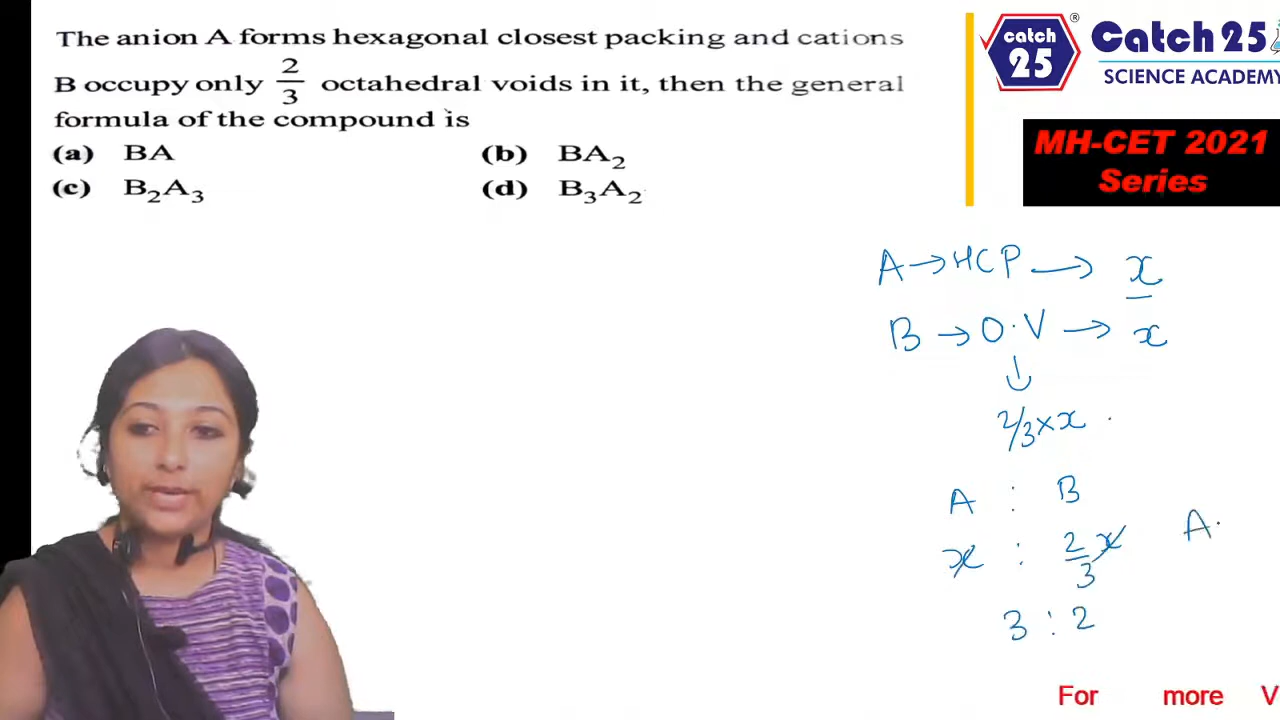 The anion A forms hexagonal closest packing and cations
B occupy only 2/3 octahedral voids in it, then the general
formula of the compound is
(a) BA (b) BA₂
(c) B₂A₃ (d) B₃A₂
catch 25 ®
Catch 25
SCIENCE ACADEMY
MH-CET 2021
Series
A → HCP → x
B → O.V → x
2/3 × x
A : B
x : 2/3 x
A
3 : 2
For more V